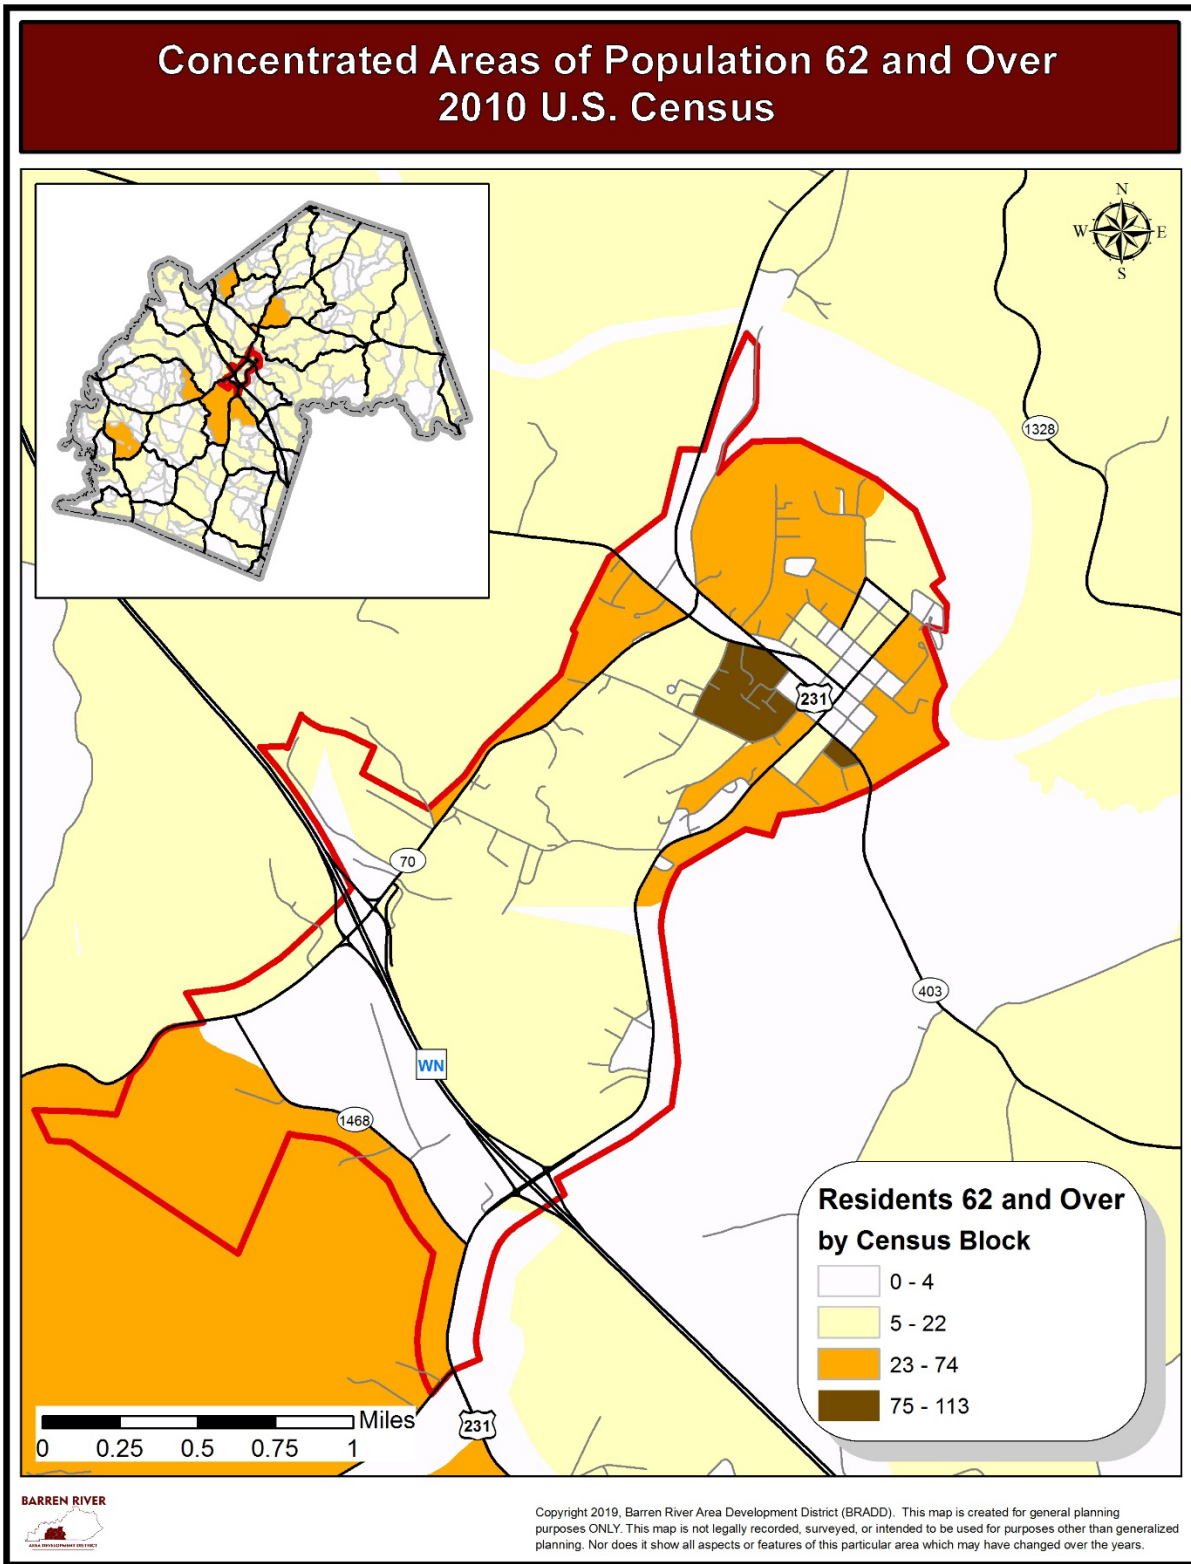 Concentrated Areas of Population 62 and Over
2010 U.S. Census
N
W
E
S
1328
231
70
403
WN
1468
231
Residents 62 and Over
by Census Block
0 - 4
5 - 22
23 - 74
75 - 113
Miles
0 0.25 0.5 0.75 1
BARREN RIVER
AREA DEVELOPMENT DISTRICT
Copyright 2019, Barren River Area Development District (BRADD). This map is created for general planning
purposes ONLY. This map is not legally recorded, surveyed, or intended to be used for purposes other than generalized
planning. Nor does it show all aspects or features of this particular area which may have changed over the years.